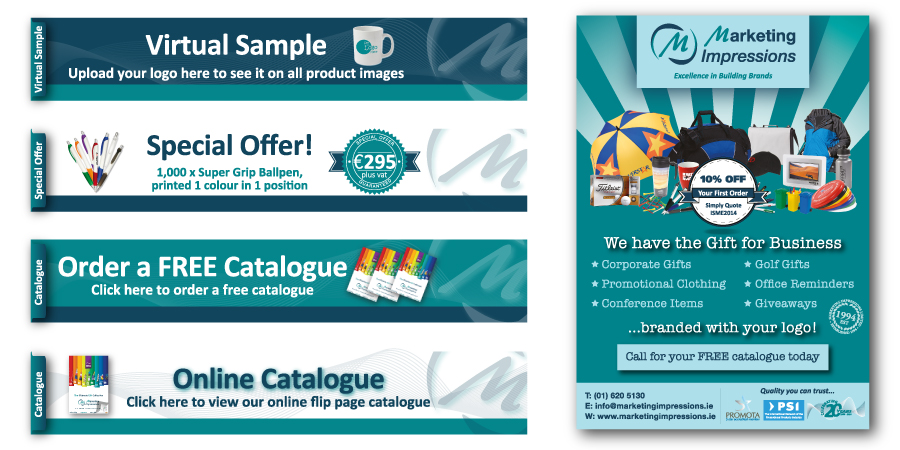 Virtual Sample
Virtual Sample
Upload your logo here to see it on all product images
Special Offer
Special Offer!
1,000 x Super Grip Ballpen,
printed 1 colour in 1 position
SPECIAL OFFER
€295
plus vat
GUARANTEED
Catalogue
Order a FREE Catalogue
Click here to order a free catalogue
Catalogue
Online Catalogue
Click here to view our online flip page catalogue
Marketing
Impressions
Excellence in Building Brands
Titleist
10% OFF
Your First Order
Simply Quote
ISME2014
We have the Gift for Business
Corporate Gifts
Golf Gifts
Promotional Clothing
Office Reminders
Conference Items
Giveaways
1994
EST
...branded with your logo!
Call for your FREE catalogue today
T: (01) 620 5130
E: info@marketingimpressions.ie
W: www.marketingimpressions.ie
Quality you can trust...
PROMOTA
PSI
20